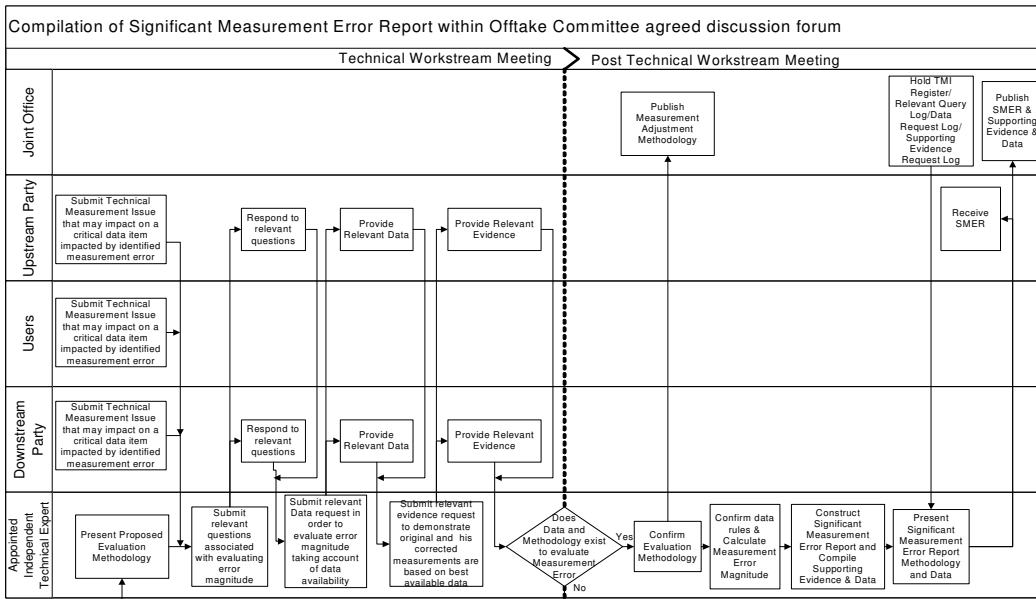 Compilation of Significant Measurement Error Report within Offtake Committee agreed discussion forum
Technical Workstream Meeting
Post Technical Workstream Meeting
Joint Office
Publish
Measurement
Adjustment
Methodology
Hold TMI
Register/
Relevant Query
Log/Data
Request Log/
Supporting
Evidence
Request Log
Publish
SMER &
Supporting
Evidence &
Data
Upstream Party
Submit Technical
Measurement Issue
that may impact on a
critical data item
impacted by identified
measurement error
Respond to
relevant
questions
Provide
Relevant Data
Provide Relevant
Evidence
Receive
SMER
Users
Submit Technical
Measurement Issue
that may impact on a
critical data item
impacted by identified
measurement error
Downstream
Party
Submit Technical
Measurement Issue
that may impact on a
critical data item
impacted by identified
measurement error
Respond to
relevant
questions
Provide
Relevant Data
Provide Relevant
Evidence
Appointed
Independent
Technical Expert
Present Proposed
Evaluation
Methodology
Submit
relevant
questions
associated
with evaluating
error
magnitude
Submit relevant
Data request in
order to
evaluate error
magnitude
taking account
of data
availability
Submit relevant
evidence request
to demonstrate
original and his
corrected
measurements are
based on best
available data
Does
Data and
Methodology exist
to evaluate
Measurement
Error
Yes
No
Confirm
Evaluation
Methodology
Confirm data
rules &
Calculate
Measurement
Error
Magnitude
Construct
Significant
Measurement
Error Report and
Compile
Supporting
Evidence & Data
Present
Significant
Measurement
Error Report
Methodology
and Data